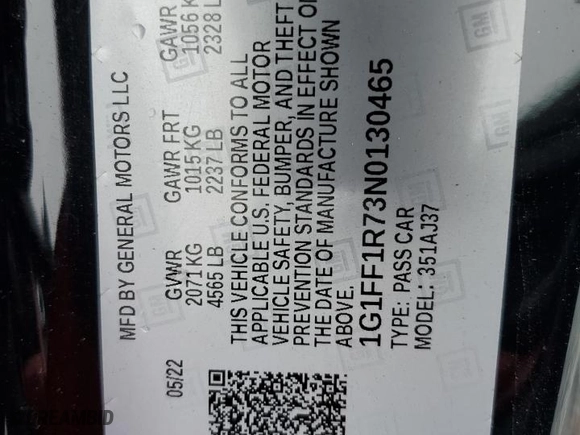 MFD BY GENERAL MOTORS LLC
05/22 GVWR GAWR FRT GAWR
2071 KG 1015 KG 1056 K
4565 LB 2237 LB 2328 L
THIS VEHICLE CONFORMS TO ALL
APPLICABLE U.S. FEDERAL MOTOR
VEHICLE SAFETY, BUMPER, AND THEFT
PREVENTION STANDARDS IN EFFECT O
THE DATE OF MANUFACTURE SHOWN
ABOVE.
1G1FF1R73N0130465
TYPE: PASS CAR
MODEL: 351AJ37
GM
GM